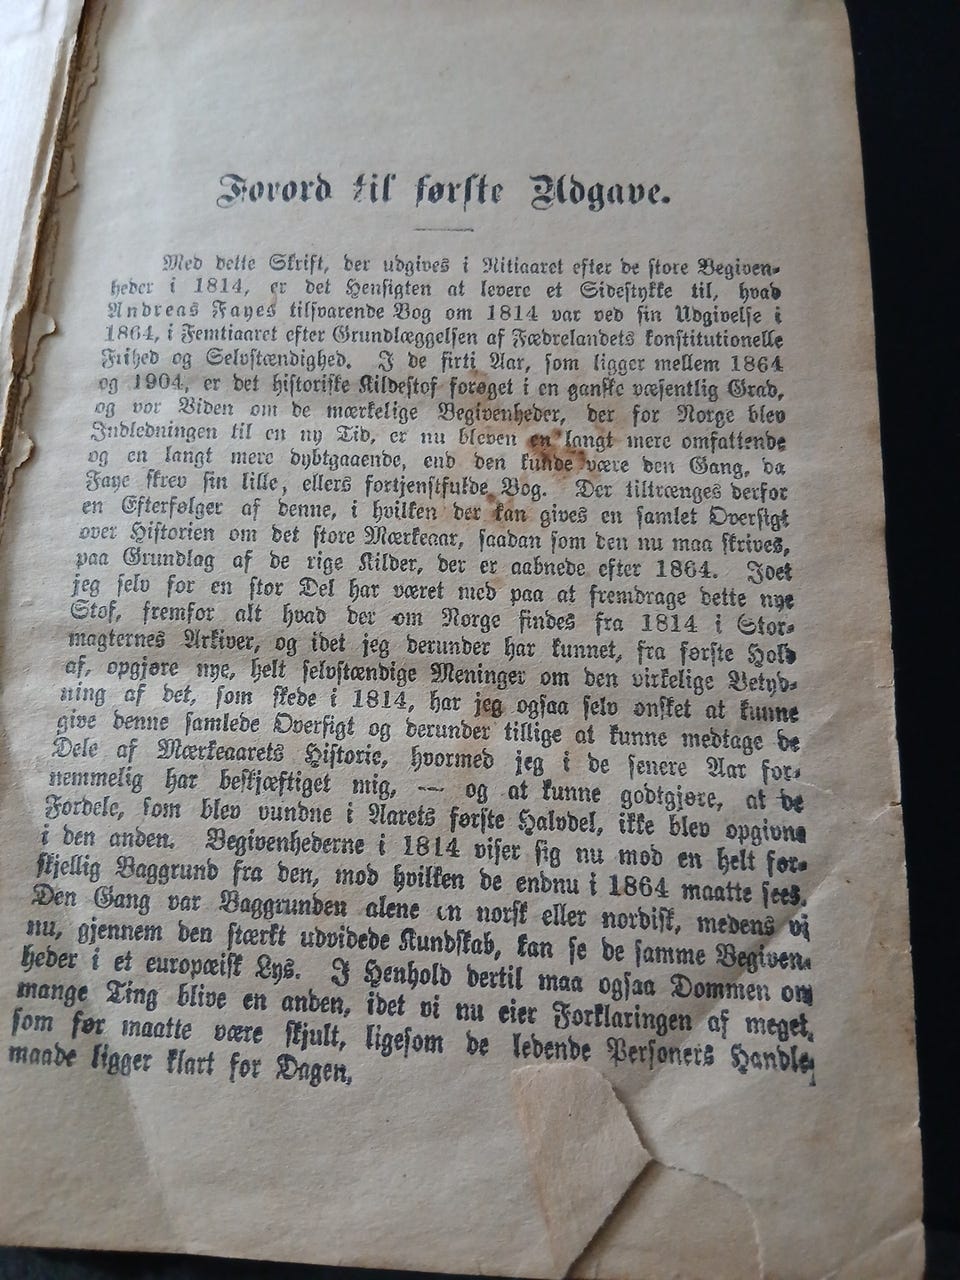 Forord til første Udgave.
Med dette Skrift, der udgives i Nitiaaret efter de store Begiven-
heder i 1814, er det Hensigten at levere et Sidestykke til, hvad
Andreas Fayes tilsvarende Bog om 1814 var ved sin Udgivelse i
1864, i Femtiaaret efter Grundlæggelsen af Fædrelandets konstitutionelle
Frihed og Selvstændighed. I de firti Aar, som ligger mellem 1864
og 1904, er det historiske Kildestof forøget i en ganske væsentlig Grad,
og vor Viden om de mærkelige Begivenheder, der for Norge blev
Indledningen til en ny Tid, er nu bleven en langt mere omfattende
og en langt mere dybtgaaende, end den kunde være den Gang, da
Faye skrev sin lille, ellers fortjenstfulde Bog. Der tiltrænges derfor
en Efterfølger af denne, i hvilken der kan gives en samlet Oversigt
over Historien om det store Mærkeaar, saadan som den nu maa skrives,
paa Grundlag af de rige Kilder, der er aabnede efter 1864. Idet
jeg selv for en stor Del har været med paa at fremdrage dette nye
Stof, fremfor alt hvad der om Norge findes fra 1814 i Stor-
magternes Arkiver, og idet jeg derunder har kunnet, fra første Hold
af, opgjøre nye, helt selvstændige Meninger om den virkelige Betyd-
ning af det, som skede i 1814, har jeg ogsaa selv ønsket at kunne
give denne samlede Oversigt og derunder tillige at kunne medtage de
Dele af Mærkeaarets Historie, hvormed jeg i de senere Aar for-
nemmelig har beskjæftiget mig, — og at kunne godtgjøre, at de
Fordele, som blev vundne i Aarets første Halvdel, ikke blev opgivne
i den anden. Begivenhederne i 1814 viser sig nu mod en helt for-
skjellig Baggrund fra den, mod hvilken de endnu i 1864 maatte sees.
Den Gang var Baggrunden alene en norsk eller nordisk, medens vi
nu, gjennem den stærkt udvidede Kundskab, kan se de samme Begiven-
heder i et europæisk Lys. I Henhold dertil maa ogsaa Dommen om
mange Ting blive en anden, idet vi nu eier Forklaringen af meget,
som før maatte være skjult, ligesom de ledende Personers Handle-
maade ligger klart for Dagen.